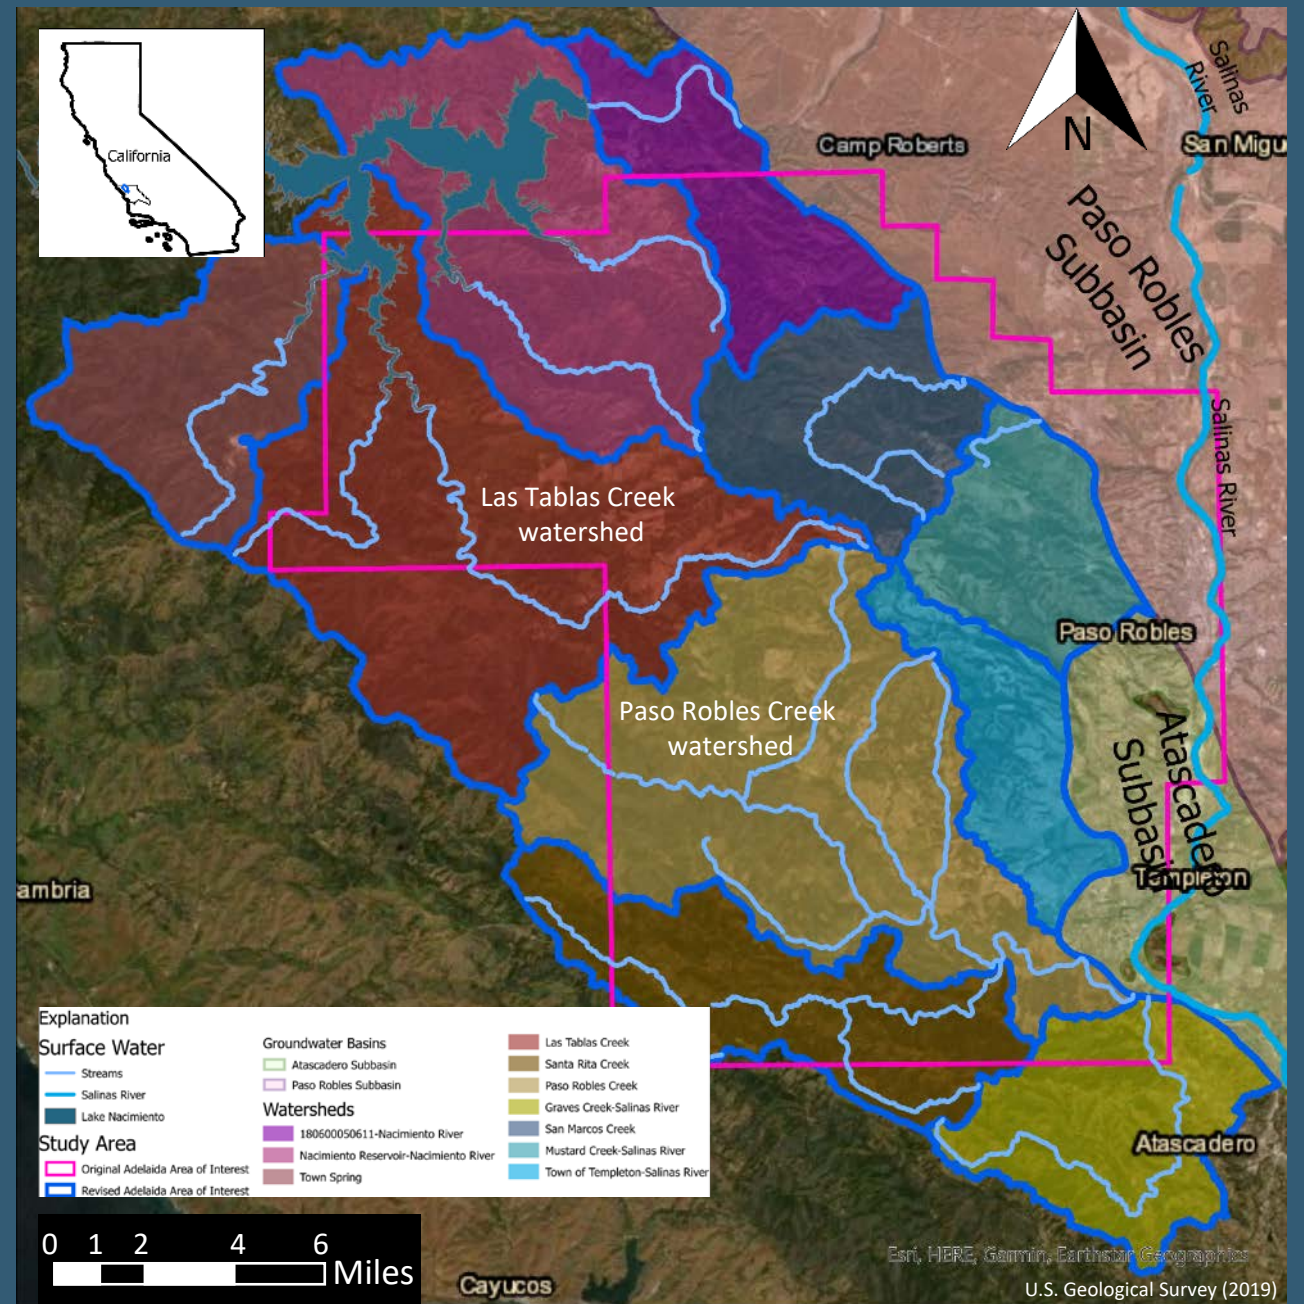 California
N
Camp Roberts
San Migu
Salinas
River
Paso Robles
Subbasin
Salinas River
Las Tablas Creek
watershed
Paso Robles
Paso Robles Creek
watershed
Atascadero
Subbasin
Templeton
ambria
Explanation
Surface Water
Streams
Salinas River
Lake Nacimiento
Study Area
Original Adelaida Area of Interest
Revised Adelaida Area of Interest
Groundwater Basins
Atascadero Subbasin
Paso Robles Subbasin
Watersheds
180600050611-Nacimiento River
Nacimiento Reservoir-Nacimiento River
Town Spring
Las Tablas Creek
Santa Rita Creek
Paso Robles Creek
Graves Creek-Salinas River
San Marcos Creek
Mustard Creek-Salinas River
Town of Templeton-Salinas River
Atascadero
0 1 2 4 6
Miles
Cayucos
Esri, HERE, Garmin, Earthstar Geographics
U.S. Geological Survey (2019)